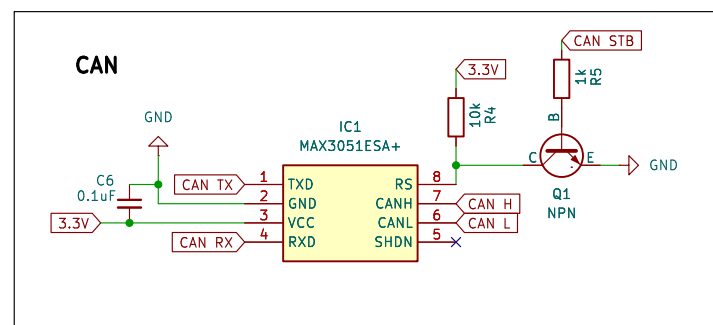 CAN
CAN STB
1k
R5
3.3V
10k
R4
GND
IC1
MAX3051ESA+
B
C
E
GND
Q1
NPN
C6
0.1uF
CAN TX
1
TXD
RS
8
2
GND
CANH
7
CAN H
3.3V
3
VCC
CANL
6
CAN L
CAN RX
4
RXD
SHDN
5